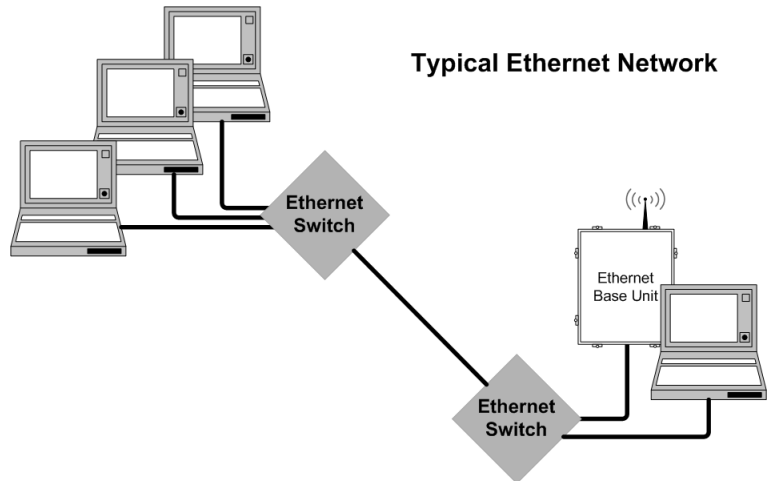 Typical Ethernet Network
Ethernet
Switch
Ethernet
Base Unit
Ethernet
Switch